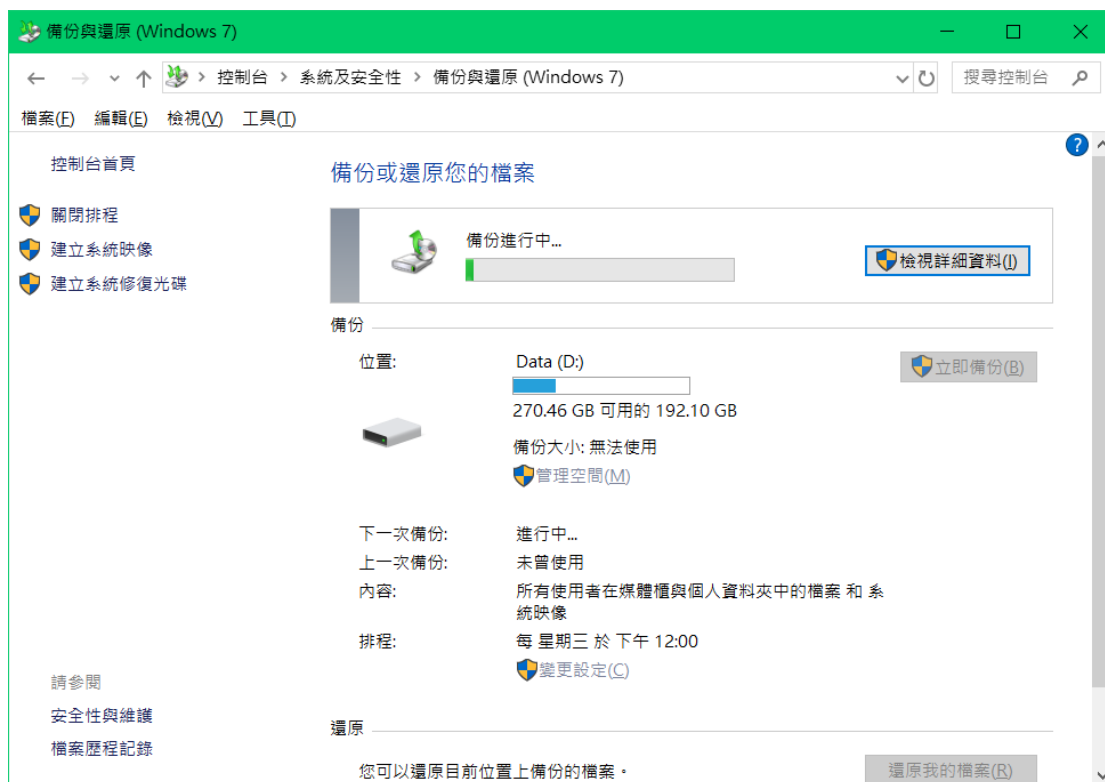 備份與還原 (Windows 7)
控制台 > 系統及安全性 > 備份與還原 (Windows 7)
搜尋控制台
檔案(F) 編輯(E) 檢視(V) 工具(T)
控制台首頁
關閉排程
建立系統映像
建立系統修復光碟
備份或還原您的檔案
備份進行中...
檢視詳細資料(I)
備份
位置:
Data (D:)
立即備份(B)
270.46 GB 可用的 192.10 GB
備份大小: 無法使用
管理空間(M)
下一次備份: 進行中...
上一次備份: 未曾使用
內容: 所有使用者在媒體櫃與個人資料夾中的檔案 和 系
統映像
排程: 每 星期三 於 下午 12:00
變更設定(C)
請參閱
安全性與維護
檔案歷程記錄
還原
您可以還原目前位置上備份的檔案。
還原我的檔案(R)